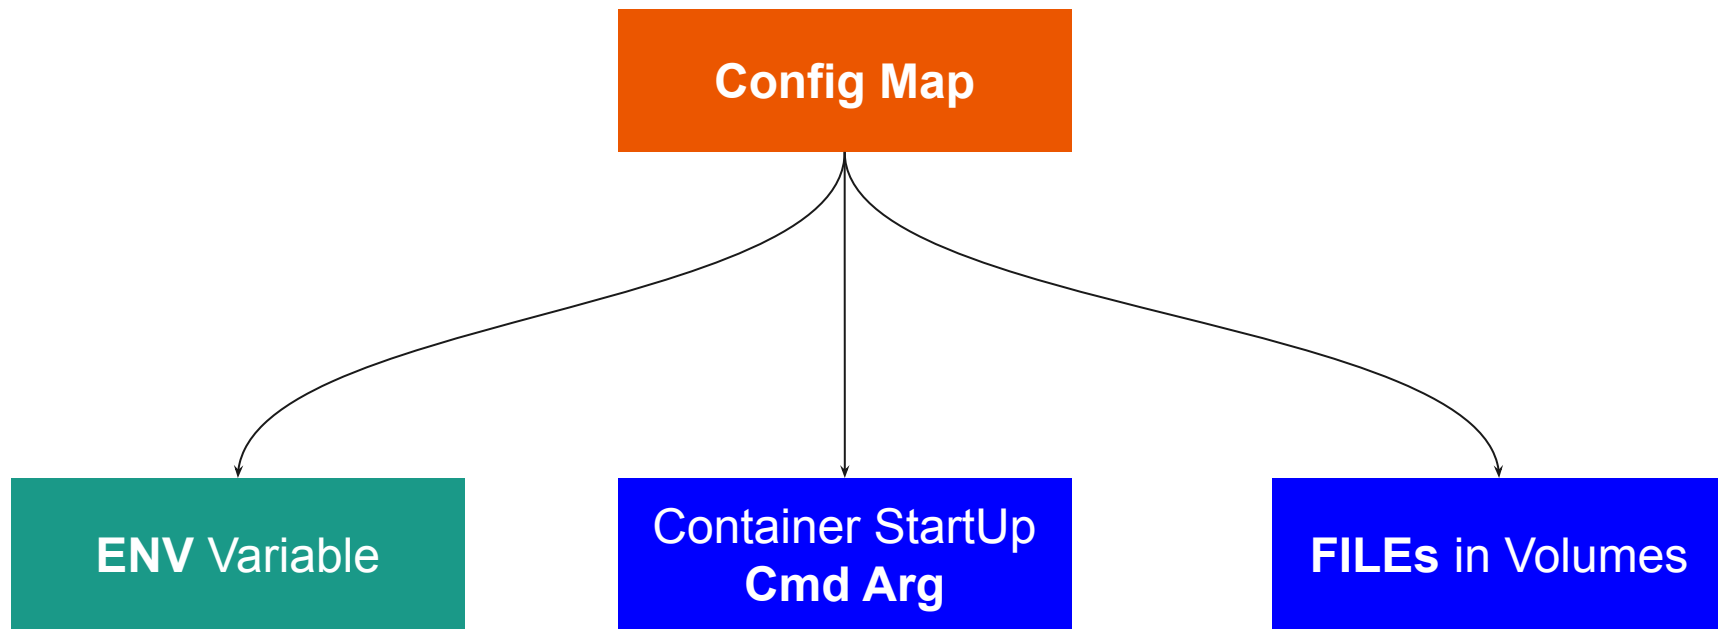 Config Map
ENV Variable
Container StartUp
Cmd Arg
FILEs in Volumes